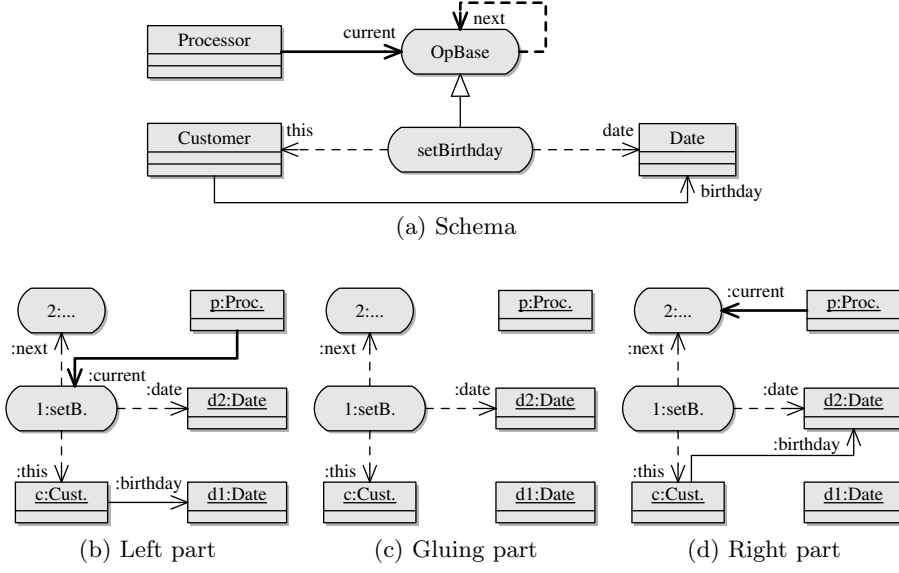 next
Processor
current
OpBase
Customer
this
setBirthday
date
Date
birthday
(a) Schema
2:...
p:Proc.
:next
:current
1:setB.
:date
d2:Date
:this
:birthday
c:Cust.
d1:Date
(b) Left part
2:...
p:Proc.
:next
1:setB.
:date
d2:Date
:this
c:Cust.
d1:Date
(c) Gluing part
2:...
:current
p:Proc.
:next
1:setB.
:date
d2:Date
:this
:birthday
c:Cust.
d1:Date
(d) Right part